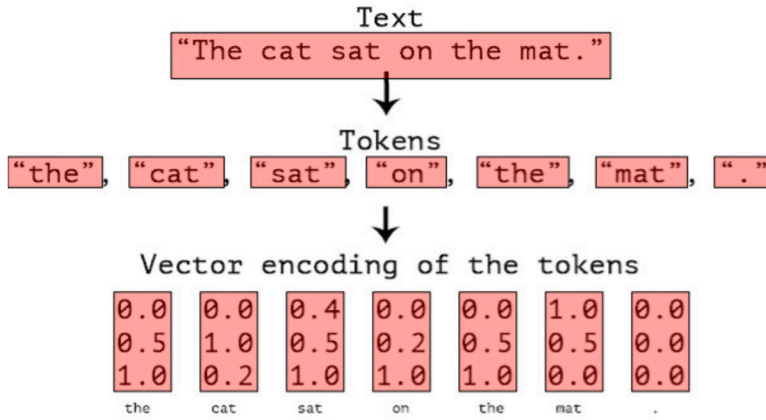 Text
“The cat sat on the mat.”
Tokens
“the”, “cat”, “sat”, “on”, “the”, “mat”, “.”
Vector encoding of the tokens
0.0 0.0 0.4 0.0 0.0 1.0 0.0
0.5 1.0 0.5 0.2 0.5 0.5 0.0
1.0 0.2 1.0 1.0 1.0 0.0 0.0
the cat sat on the mat .